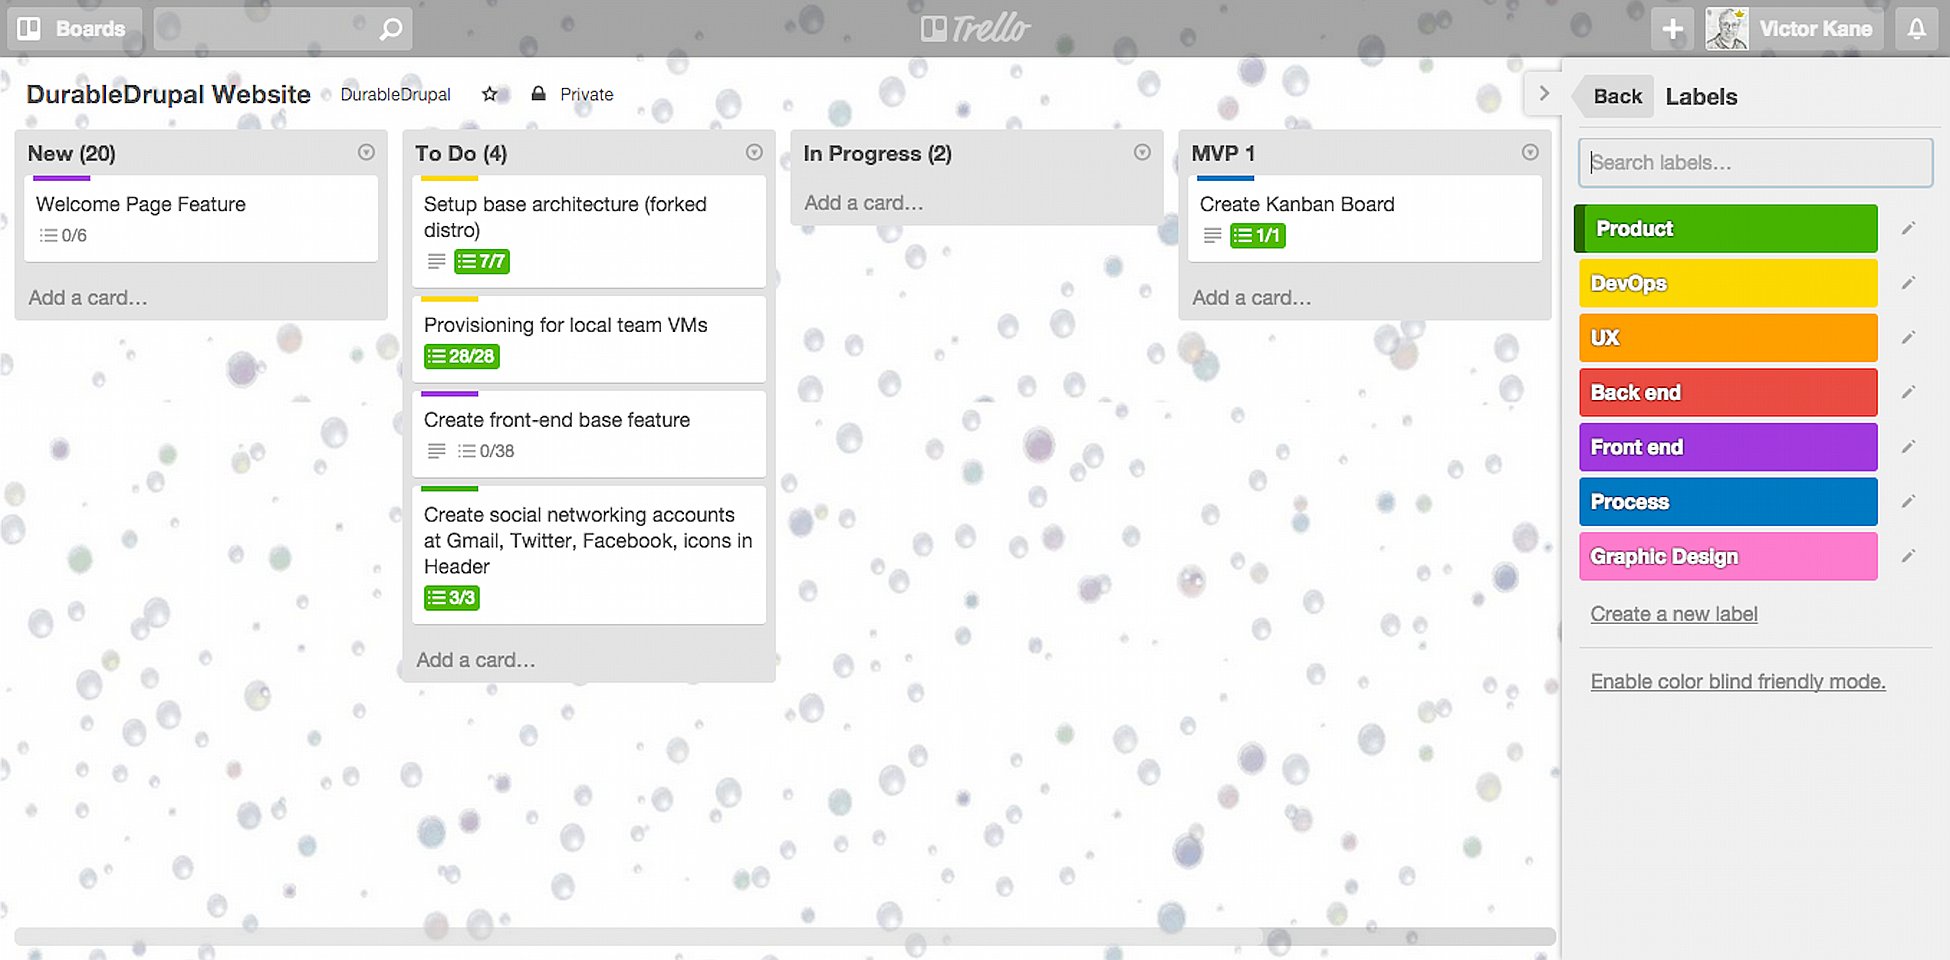 Boards
Trello
Victor Kane
DurableDrupal Website
DurableDrupal
Private
New (20)
Welcome Page Feature
0/6
Add a card…
To Do (4)
Setup base architecture (forked
distro)
7/7
Provisioning for local team VMs
28/28
Create front-end base feature
0/38
Create social networking accounts
at Gmail, Twitter, Facebook, icons in
Header
3/3
Add a card…
In Progress (2)
Add a card…
MVP 1
Create Kanban Board
1/1
Add a card…
Back
Labels
Search labels…
Product
DevOps
UX
Back end
Front end
Process
Graphic Design
Create a new label
Enable color blind friendly mode.